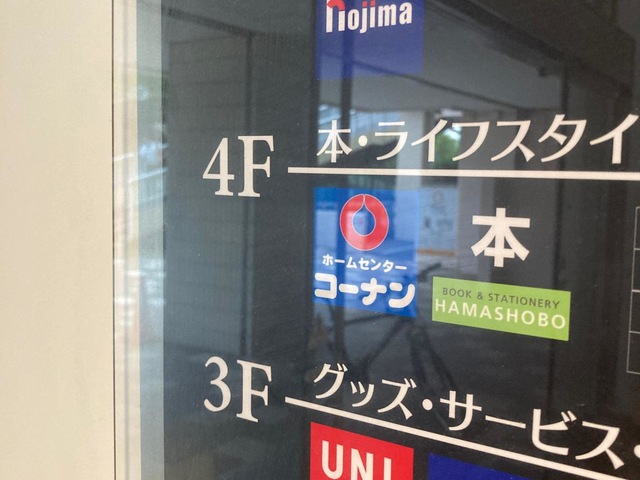 nojima
4F 本・ライフスタイ
ホームセンター
コーナン
本
BOOK & STATIONERY
HAMASHOBO
3F グッズ・サービス・
UNI